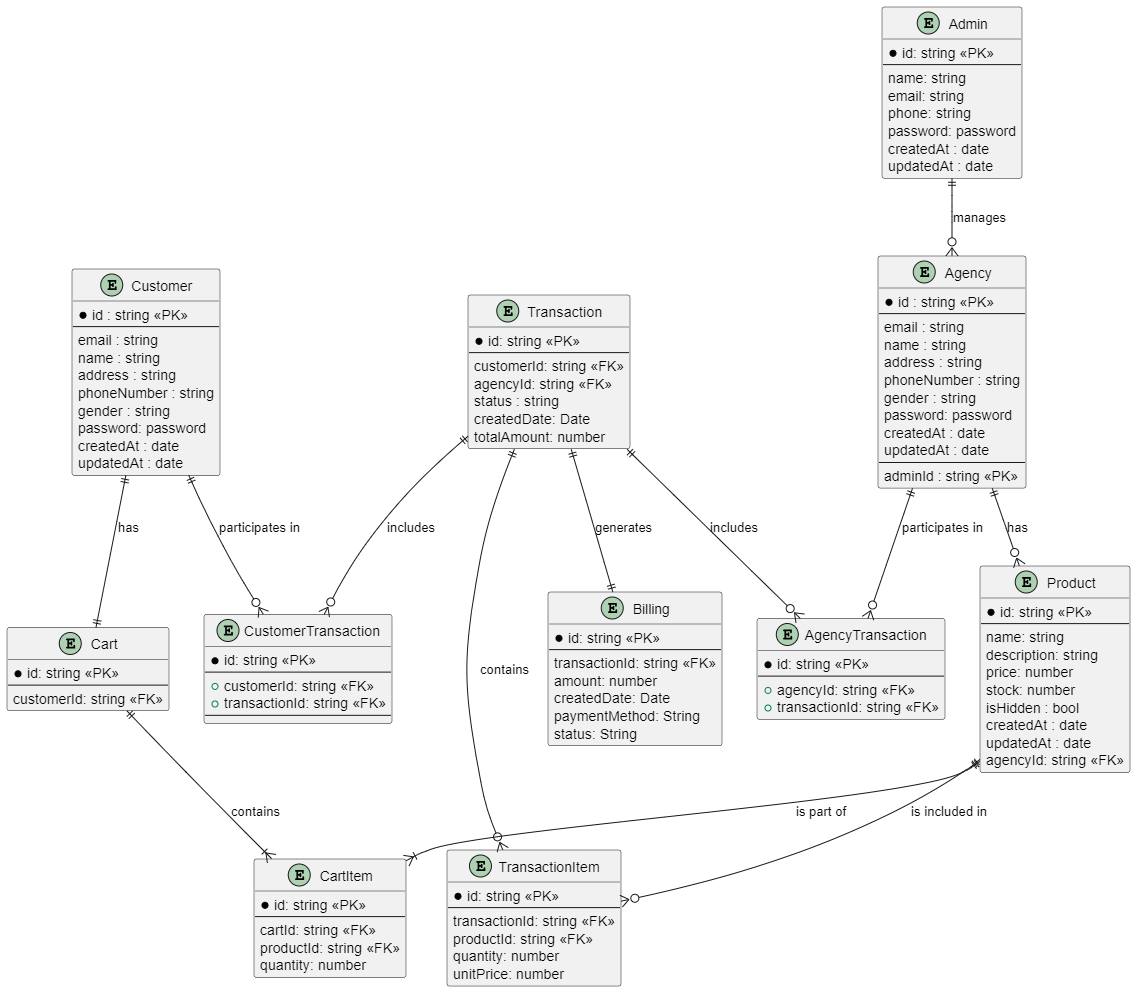 E Admin
id: string «PK»
name: string
email: string
phone: string
password: password
createdAt : date
updatedAt : date
manages
E Customer
id : string «PK»
email : string
name : string
address : string
phoneNumber : string
gender : string
password: password
createdAt : date
updatedAt : date
E Transaction
id: string «PK»
customerId: string «FK»
agencyId: string «FK»
status : string
createdDate: Date
totalAmount: number
E Agency
id : string «PK»
email : string
name : string
address : string
phoneNumber : string
gender : string
password: password
createdAt : date
updatedAt : date
adminId : string «PK»
has
participates in
includes
generates
includes
participates in
has
E Cart
id: string «PK»
customerId: string «FK»
E CustomerTransaction
id: string «PK»
customerId: string «FK»
transactionId: string «FK»
contains
E Billing
id: string «PK»
transactionId: string «FK»
amount: number
createdDate: Date
paymentMethod: String
status: String
E AgencyTransaction
id: string «PK»
agencyId: string «FK»
transactionId: string «FK»
E Product
id: string «PK»
name: string
description: string
price: number
stock: number
isHidden : bool
createdAt : date
updatedAt : date
agencyId: string «FK»
contains
is part of
is included in
E CartItem
id: string «PK»
cartId: string «FK»
productId: string «FK»
quantity: number
E TransactionItem
id: string «PK»
transactionId: string «FK»
productId: string «FK»
quantity: number
unitPrice: number